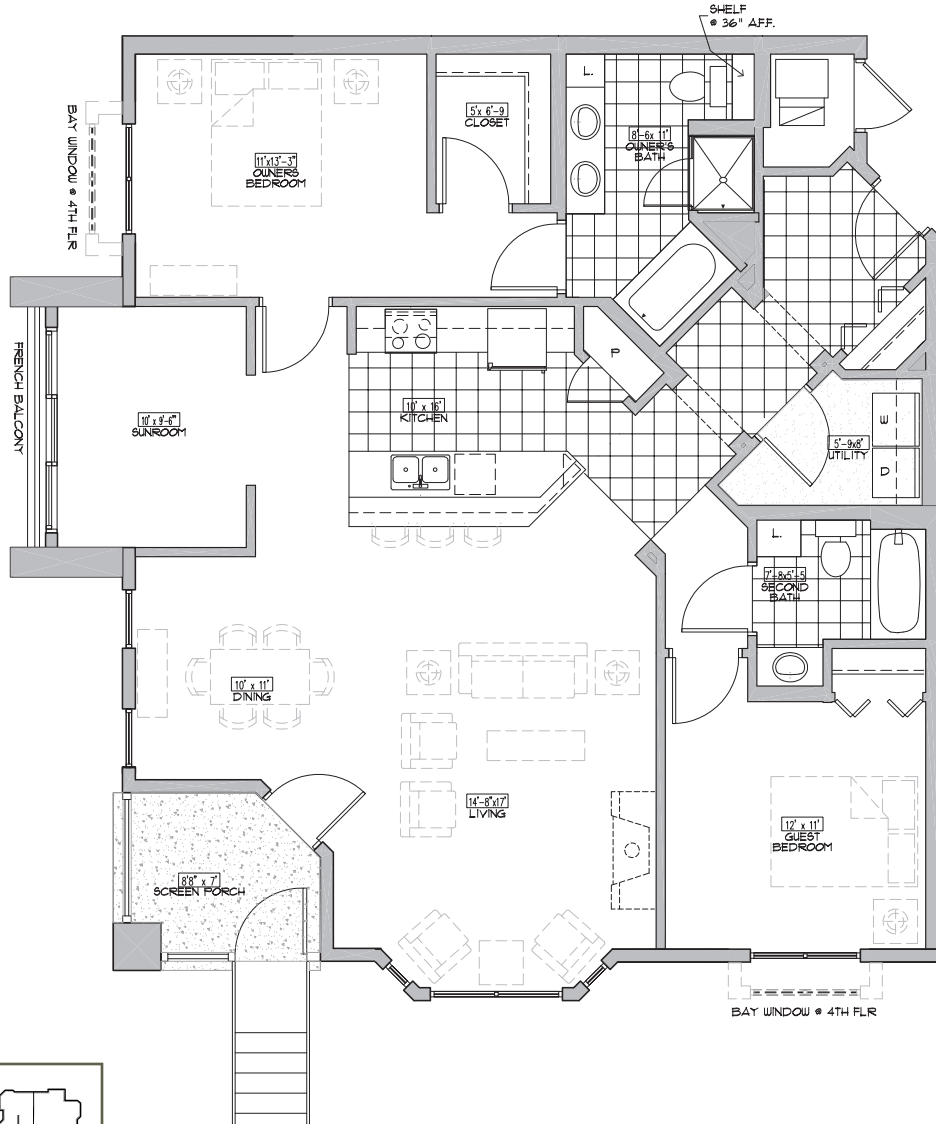 SHELF
@ 36" A.F.F.
L.
5'x 6'-9
CLOSET
11'x13'-3"
OWNERS
BEDROOM
8'-6x 11'
OWNER'S
BATH
BAY WINDOW @ 4TH FLR
FRENCH BALCONY
P
10' x 16'
KITCHEN
10' x 9'-6"
SUNROOM
W
5'-9x8'
UTILITY
D
L.
7'-8x5'-5
SECOND
BATH
10' x 11'
DINING
14'-8"x17'
LIVING
12' x 11'
GUEST
BEDROOM
8'8" x 7'
SCREEN PORCH
BAY WINDOW @ 4TH FLR